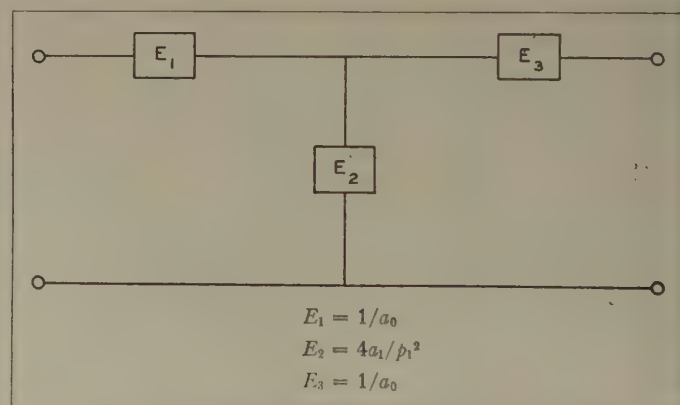 E₁
E₃
E₂
E₁ = 1/a₀
E₂ = 4a₁/p₁²
E₃ = 1/a₀